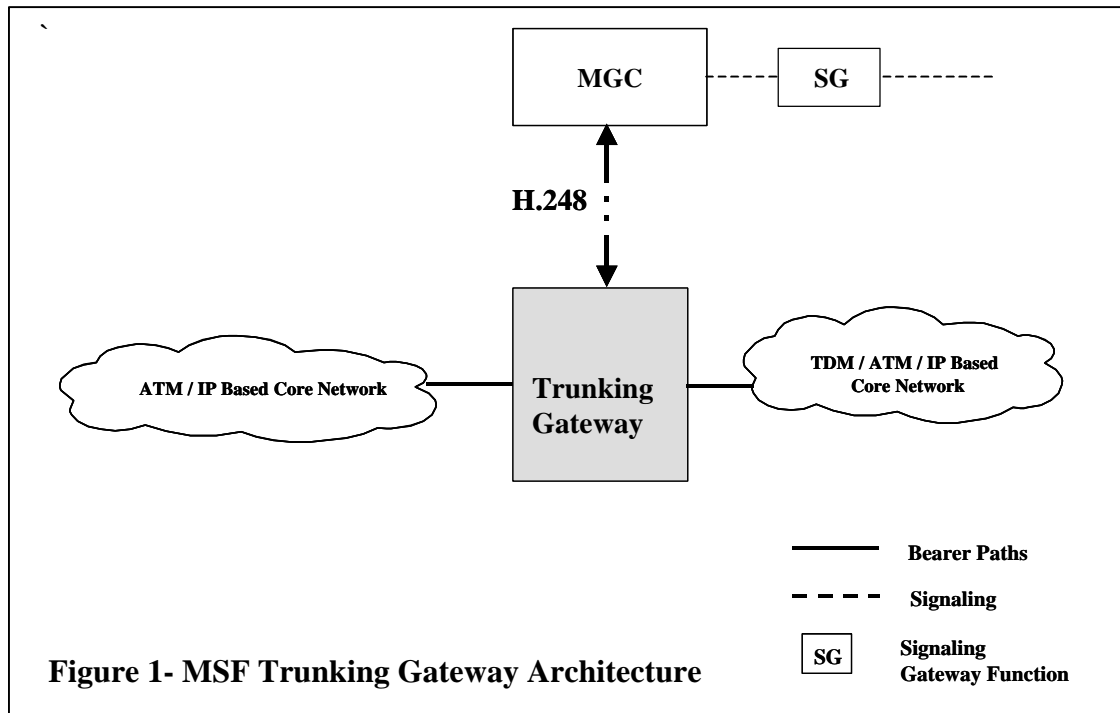 `
MGC
SG
H.248
ATM / IP Based Core Network
Trunking
Gateway
TDM / ATM / IP Based
Core Network
Bearer Paths
Signaling
SG
Signaling
Gateway Function
Figure 1- MSF Trunking Gateway Architecture